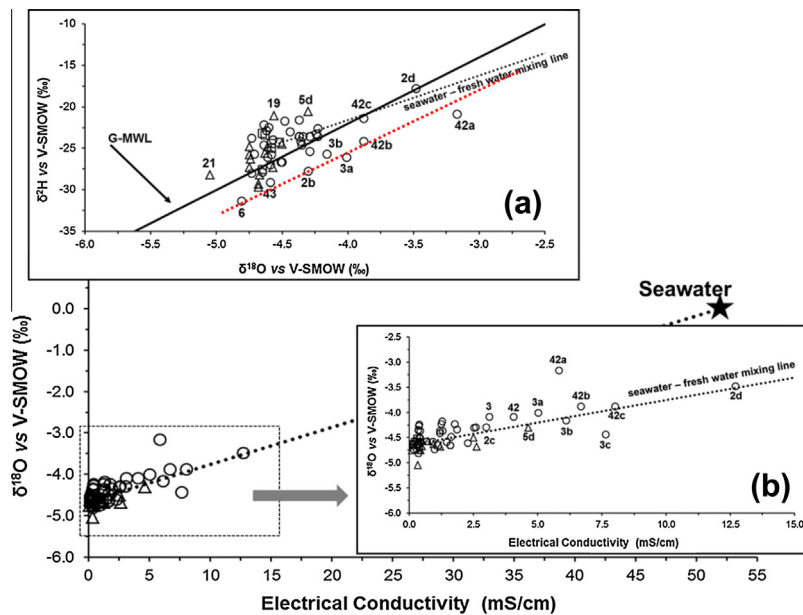 -10
-15
-20
-25
-30
-35
δ²H vs V-SMOW (‰)
G-MWL
seawater – fresh water mixing line
2d
19
5d
42c
42a
3b
42b
21
3a
2b
43
6
(a)
-6.0 -5.5 -5.0 -4.5 -4.0 -3.5 -3.0 -2.5
δ¹⁸O vs V-SMOW (‰)
Seawater
0.0
-1.0
-2.0
-3.0
-4.0
-5.0
-6.0
δ¹⁸O vs V-SMOW (‰)
-2.5
-3.0
-3.5
-4.0
-4.5
-5.0
-5.5
δ¹⁸O vs V-SMOW (‰)
42a
seawater – fresh water mixing line
3 42 3a 42b
42c 2d
2c 5d 3b 3c
(b)
0.0 2.5 5.0 7.5 10.0 12.5 15.0
Electrical Conductivity (mS/cm)
0 5 10 15 20 25 30 35 40 45 50 55
Electrical Conductivity (mS/cm)